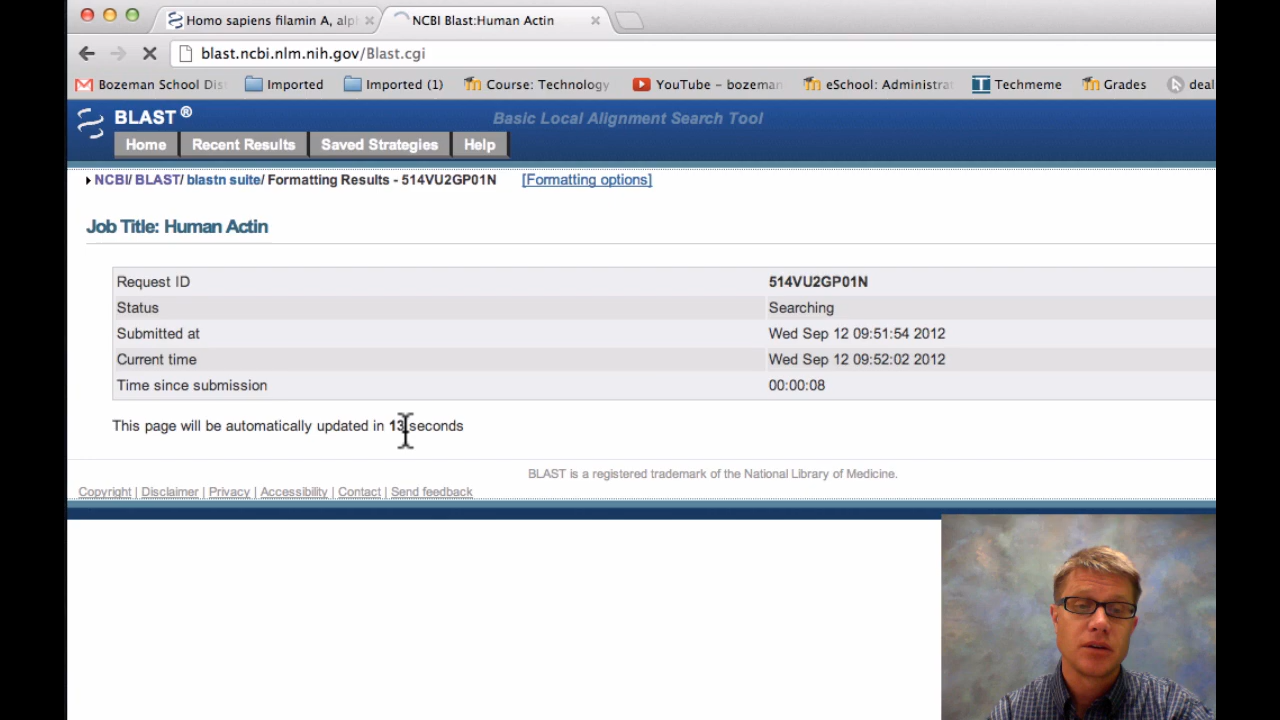 Homo sapiens filamin A, alp
NCBI Blast:Human Actin
blast.ncbi.nlm.nih.gov/Blast.cgi
Bozeman School Dis Imported Imported (1) Course: Technology YouTube – bozeman eSchool: Administrat Techmeme Grades deal
BLAST ® Basic Local Alignment Search Tool
Home Recent Results Saved Strategies Help
NCBI/ BLAST/ blastn suite/ Formatting Results - 514VU2GP01N [Formatting options]
Job Title: Human Actin
Request ID 514VU2GP01N
Status Searching
Submitted at Wed Sep 12 09:51:54 2012
Current time Wed Sep 12 09:52:02 2012
Time since submission 00:00:08
This page will be automatically updated in 13 seconds
BLAST is a registered trademark of the National Library of Medicine.
Copyright | Disclaimer | Privacy | Accessibility | Contact | Send feedback